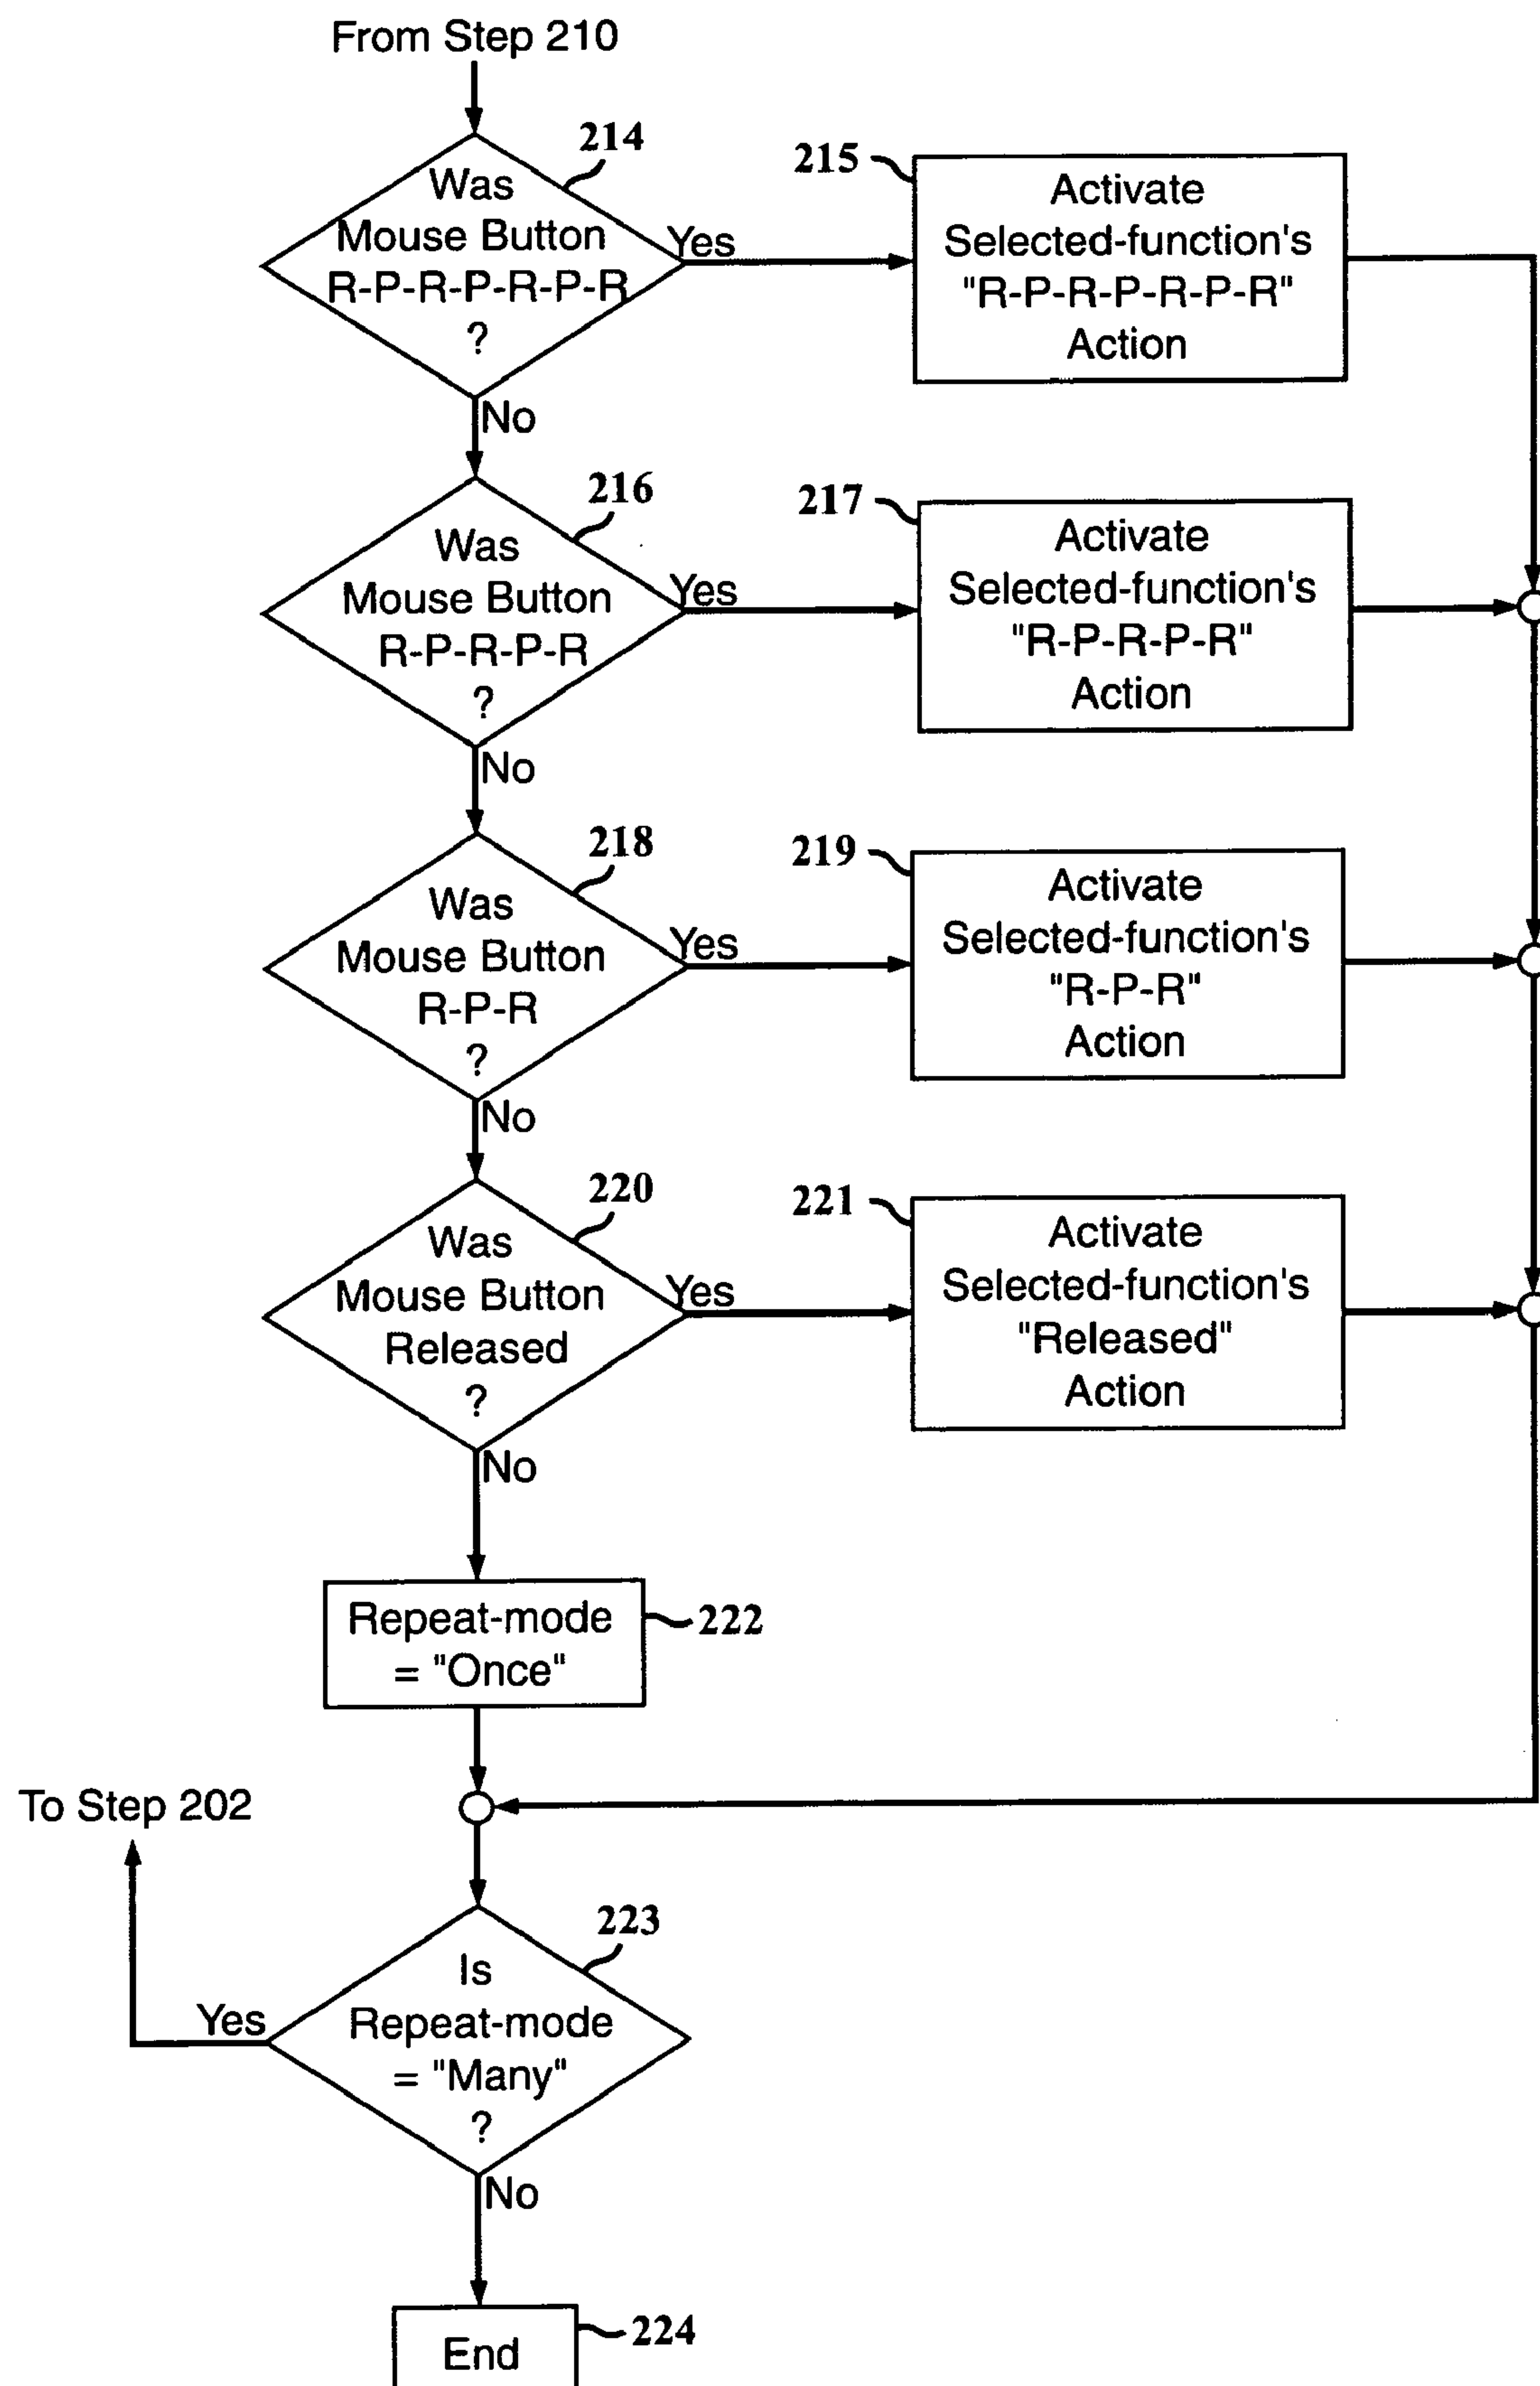 From Step 210
214
Was
Mouse Button
R-P-R-P-R-P-R
?
Yes
No
215
Activate
Selected-function's
"R-P-R-P-R-P-R"
Action
216
Was
Mouse Button
R-P-R-P-R
?
Yes
No
217
Activate
Selected-function's
"R-P-R-P-R"
Action
218
Was
Mouse Button
R-P-R
?
Yes
No
219
Activate
Selected-function's
"R-P-R"
Action
220
Was
Mouse Button
Released
?
Yes
No
221
Activate
Selected-function's
"Released"
Action
Repeat-mode
= "Once"
222
To Step 202
223
Is
Repeat-mode
= "Many"
?
Yes
No
End
224